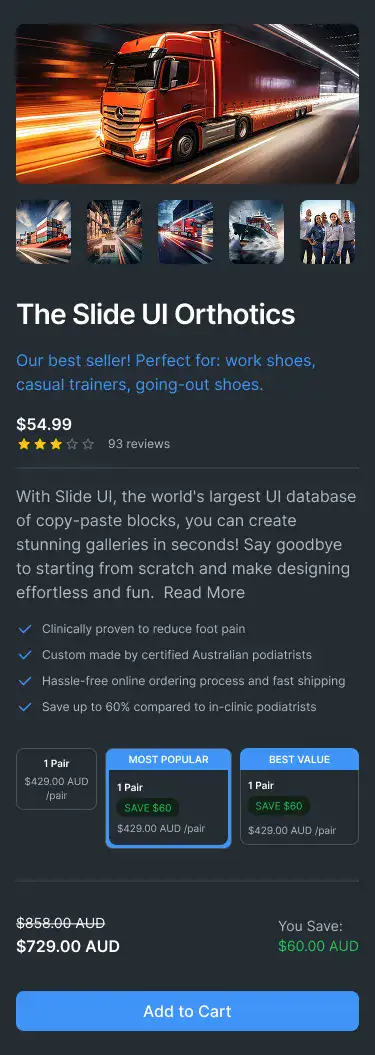 The Slide UI Orthotics
Our best seller! Perfect for: work shoes,
casual trainers, going-out shoes.
$54.99
93 reviews
With Slide UI, the world's largest UI database
of copy-paste blocks, you can create
stunning galleries in seconds! Say goodbye
to starting from scratch and make designing
effortless and fun. Read More
Clinically proven to reduce foot pain
Custom made by certified Australian podiatrists
Hassle-free online ordering process and fast shipping
Save up to 60% compared to in-clinic podiatrists
1 Pair
$429.00 AUD
/pair
MOST POPULAR
1 Pair
SAVE $60
$429.00 AUD /pair
BEST VALUE
1 Pair
SAVE $60
$429.00 AUD /pair
$858.00 AUD
$729.00 AUD
You Save:
$60.00 AUD
Add to Cart